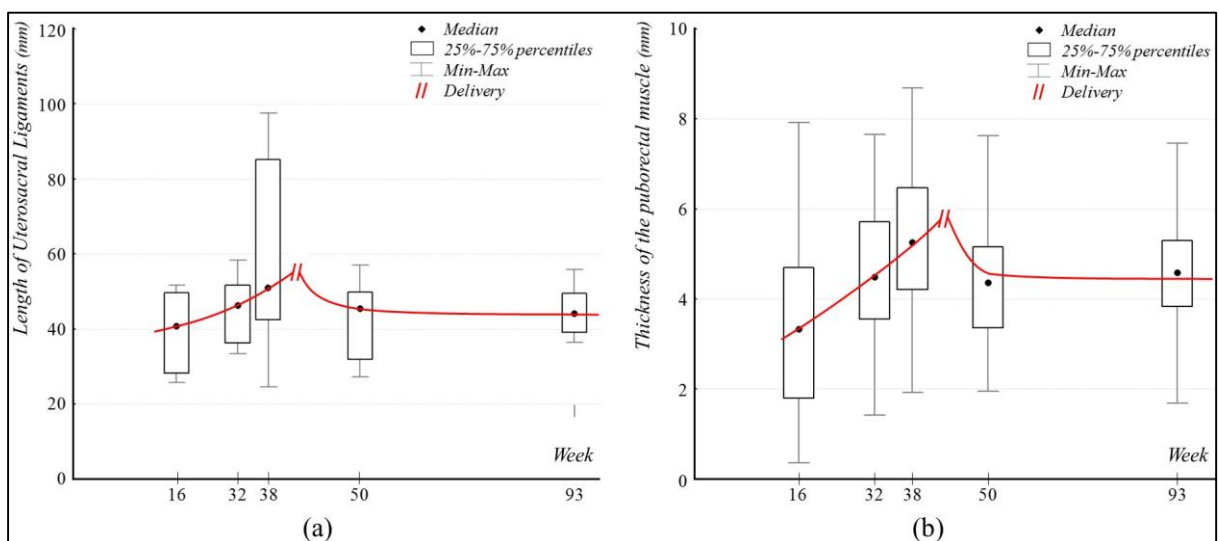 Length of Uterosacral Ligaments (mm)
120
100
80
60
40
20
0
Median
25%-75% percentiles
Min-Max
Delivery
Week
16 32 38 50 93
(a)
Thickness of the puborectal muscle (mm)
10
8
6
4
2
0
Median
25%-75% percentiles
Min-Max
Delivery
Week
16 32 38 50 93
(b)